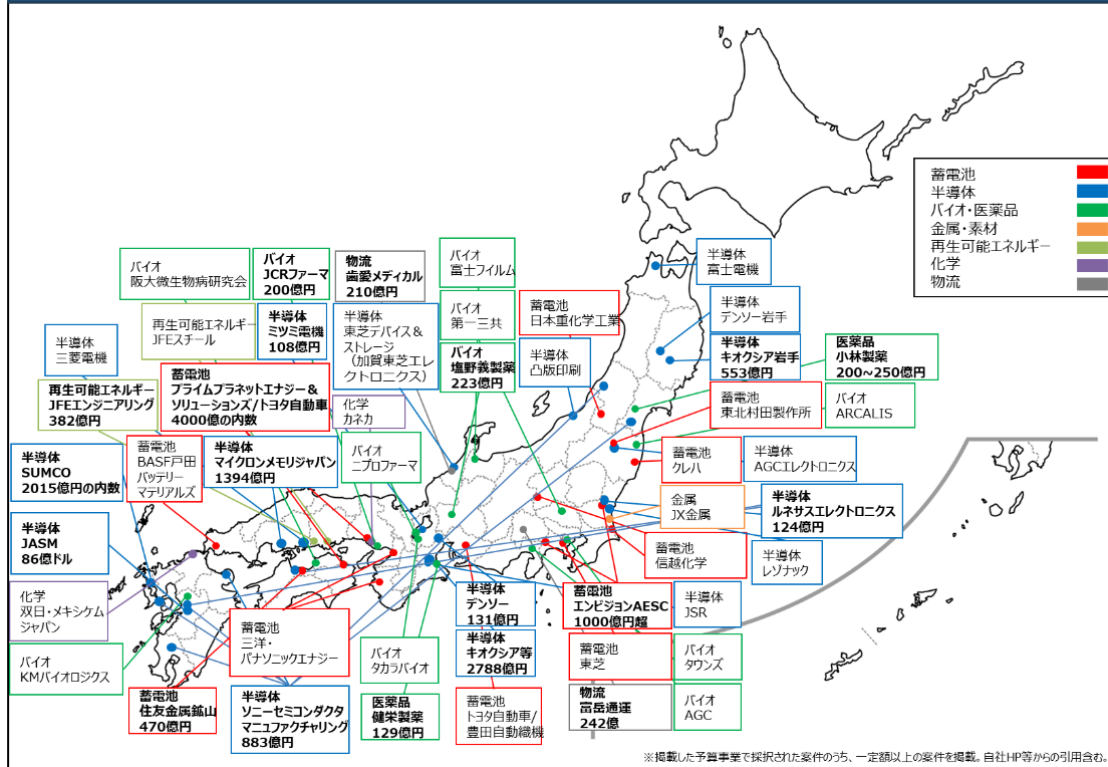 蓄電池
半導体
バイオ・医薬品
金属・素材
再生可能エネルギー
化学
物流
バイオ
阪大微生物病研究会
バイオ
JCRファーマ
200億円
物流
歯愛メディカル
210億円
バイオ
富士フイルム
半導体
富士電機
再生可能エネルギー
JFEスチール
半導体
ミツミ電機
108億円
半導体
東芝デバイス＆
ストレージ
（加賀東芝エレ
クトロニクス）
バイオ
第一三共
蓄電池
日本重化学工業
半導体
デンソー岩手
半導体
三菱電機
バイオ
塩野義製薬
223億円
半導体
凸版印刷
半導体
キオクシア岩手
553億円
医薬品
小林製薬
200～250億円
再生可能エネルギー
JFEエンジニアリング
382億円
蓄電池
プライムプラネットエナジー＆
ソリューションズ/トヨタ自動車
4000億の内数
化学
カネカ
蓄電池
東北村田製作所
バイオ
ARCALIS
半導体
SUMCO
2015億円の内数
蓄電池
BASF戸田
バッテリー
マテリアルズ
半導体
マイクロンメモリジャパン
1394億円
バイオ
ニプロファーマ
蓄電池
クレハ
半導体
AGCエレクトロニクス
金属
JX金属
半導体
ルネサスエレクトロニクス
124億円
半導体
JASM
86億ドル
蓄電池
信越化学
半導体
レゾナック
化学
双日・メキシケム
ジャパン
蓄電池
三洋・
パナソニックエナジー
半導体
デンソー
131億円
蓄電池
エンビジョンAESC
1000億円超
半導体
JSR
バイオ
KMバイオロジクス
バイオ
タカラバイオ
半導体
キオクシア等
2788億円
蓄電池
東芝
バイオ
タウンズ
蓄電池
住友金属鉱山
470億円
半導体
ソニーセミコンダクタ
マニュファクチャリング
883億円
医薬品
健栄製薬
129億円
蓄電池
トヨタ自動車/
豊田自動織機
物流
富岳通運
242億
バイオ
AGC
※掲載した予算事業で採択された案件のうち、一定額以上の案件を掲載。自社HP等からの引用含む。